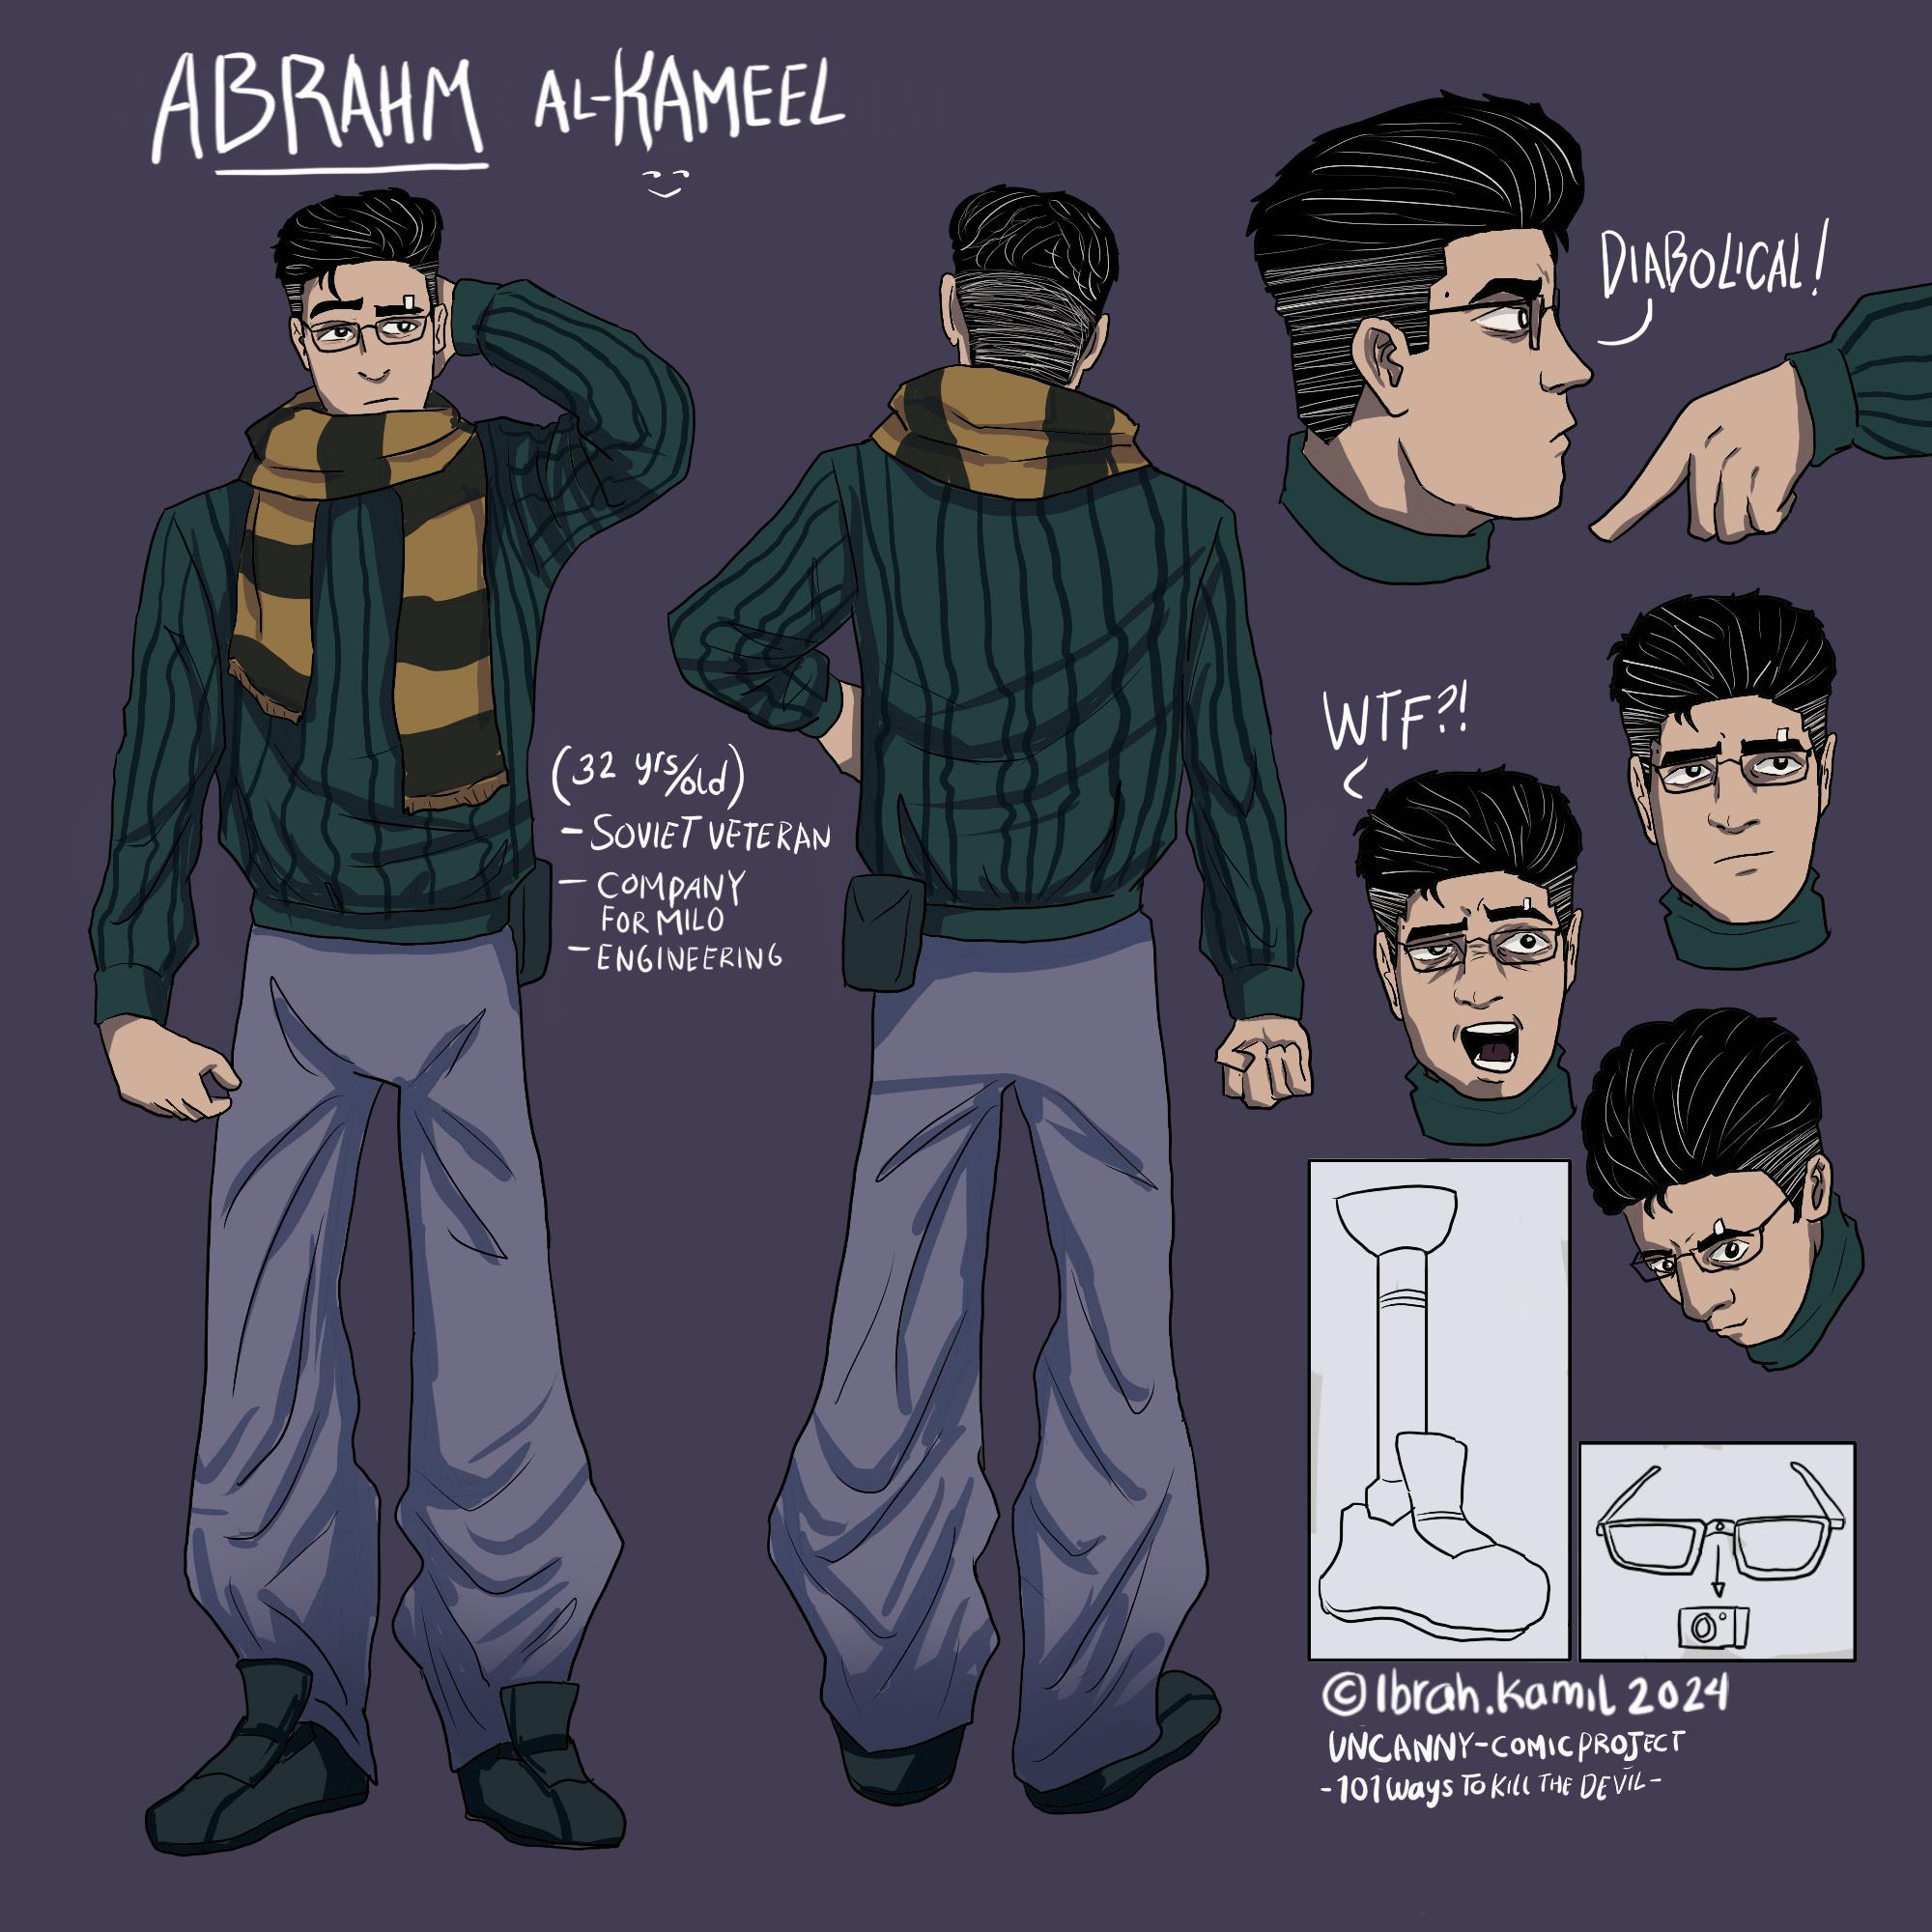 ABRAHM AL-KAMEEL
DIABOLICAL!
WTF?!
(32 yrs/old)
- SOVIET VETERAN
- COMPANY
FOR MILO
- ENGINEERING
© Ibrah.Kamil 2024
UNCANNY-COMIC PROJECT
-101 Ways TO KILL THE DEVIL-